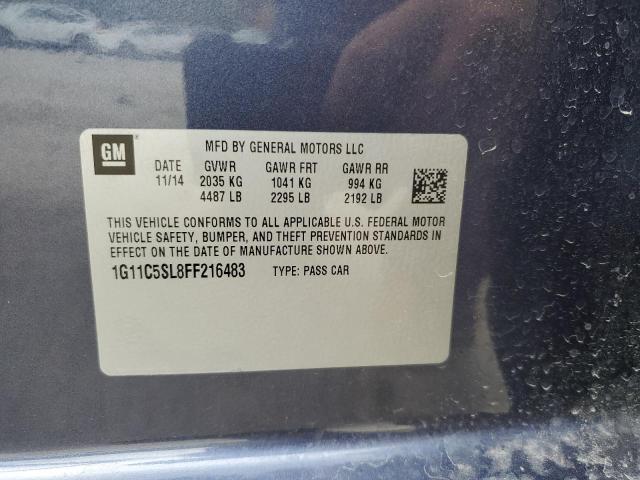 GM
MFD BY GENERAL MOTORS LLC
DATE GVWR GAWR FRT GAWR RR
11/14 2035 KG 1041 KG 994 KG
4487 LB 2295 LB 2192 LB
THIS VEHICLE CONFORMS TO ALL APPLICABLE U.S. FEDERAL MOTOR
VEHICLE SAFETY, BUMPER, AND THEFT PREVENTION STANDARDS IN
EFFECT ON THE DATE OF MANUFACTURE SHOWN ABOVE.
1G11C5SL8FF216483 TYPE: PASS CAR